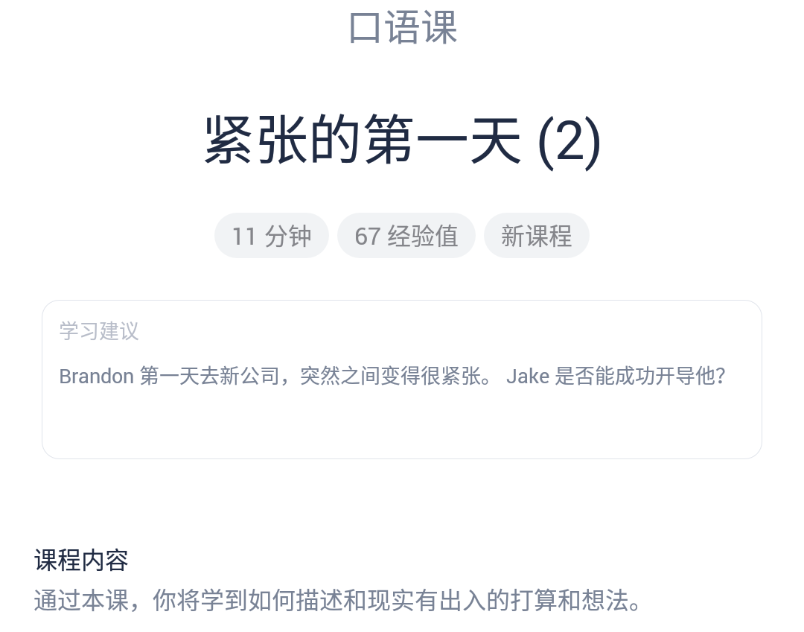 口语课
紧张的第一天 (2)
11 分钟
67 经验值
新课程
学习建议
Brandon 第一天去新公司，突然之间变得很紧张。 Jake 是否能成功开导他?
课程内容
通过本课，你将学到如何描述和现实有出入的打算和想法。